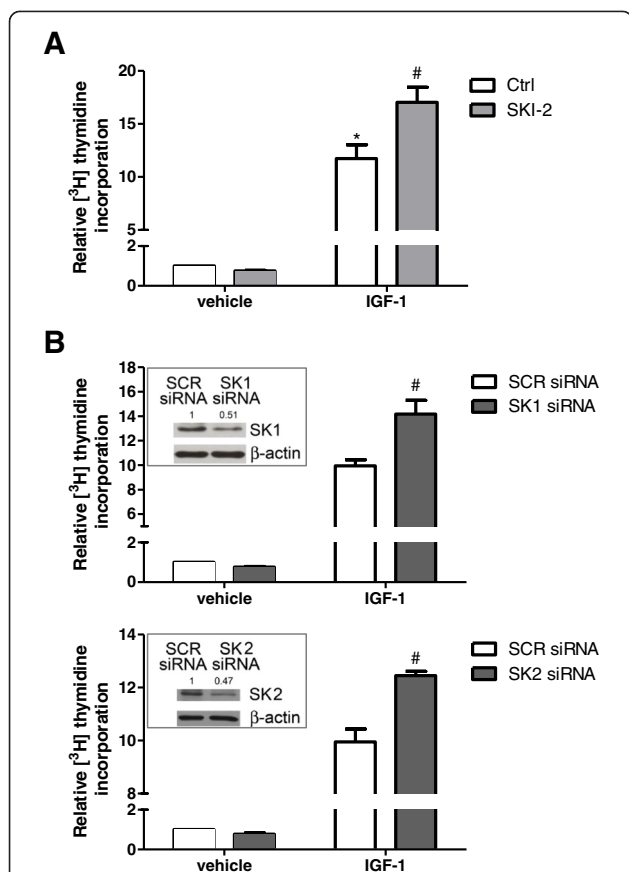 A
Relative [³H] thymidine
incorporation
20
15
10
5
2
0
*
#
vehicle
IGF-1
Ctrl
SKI-2
B
Relative [³H] thymidine
incorporation
18
16
14
12
10
8
6
4
2
0
SCR SK1
siRNA siRNA
1 0.51
SK1
β-actin
#
vehicle
IGF-1
SCR siRNA
SK1 siRNA
Relative [³H] thymidine
incorporation
14
12
10
8
2
0
SCR SK2
siRNA siRNA
1 0.47
SK2
β-actin
#
vehicle
IGF-1
SCR siRNA
SK2 siRNA